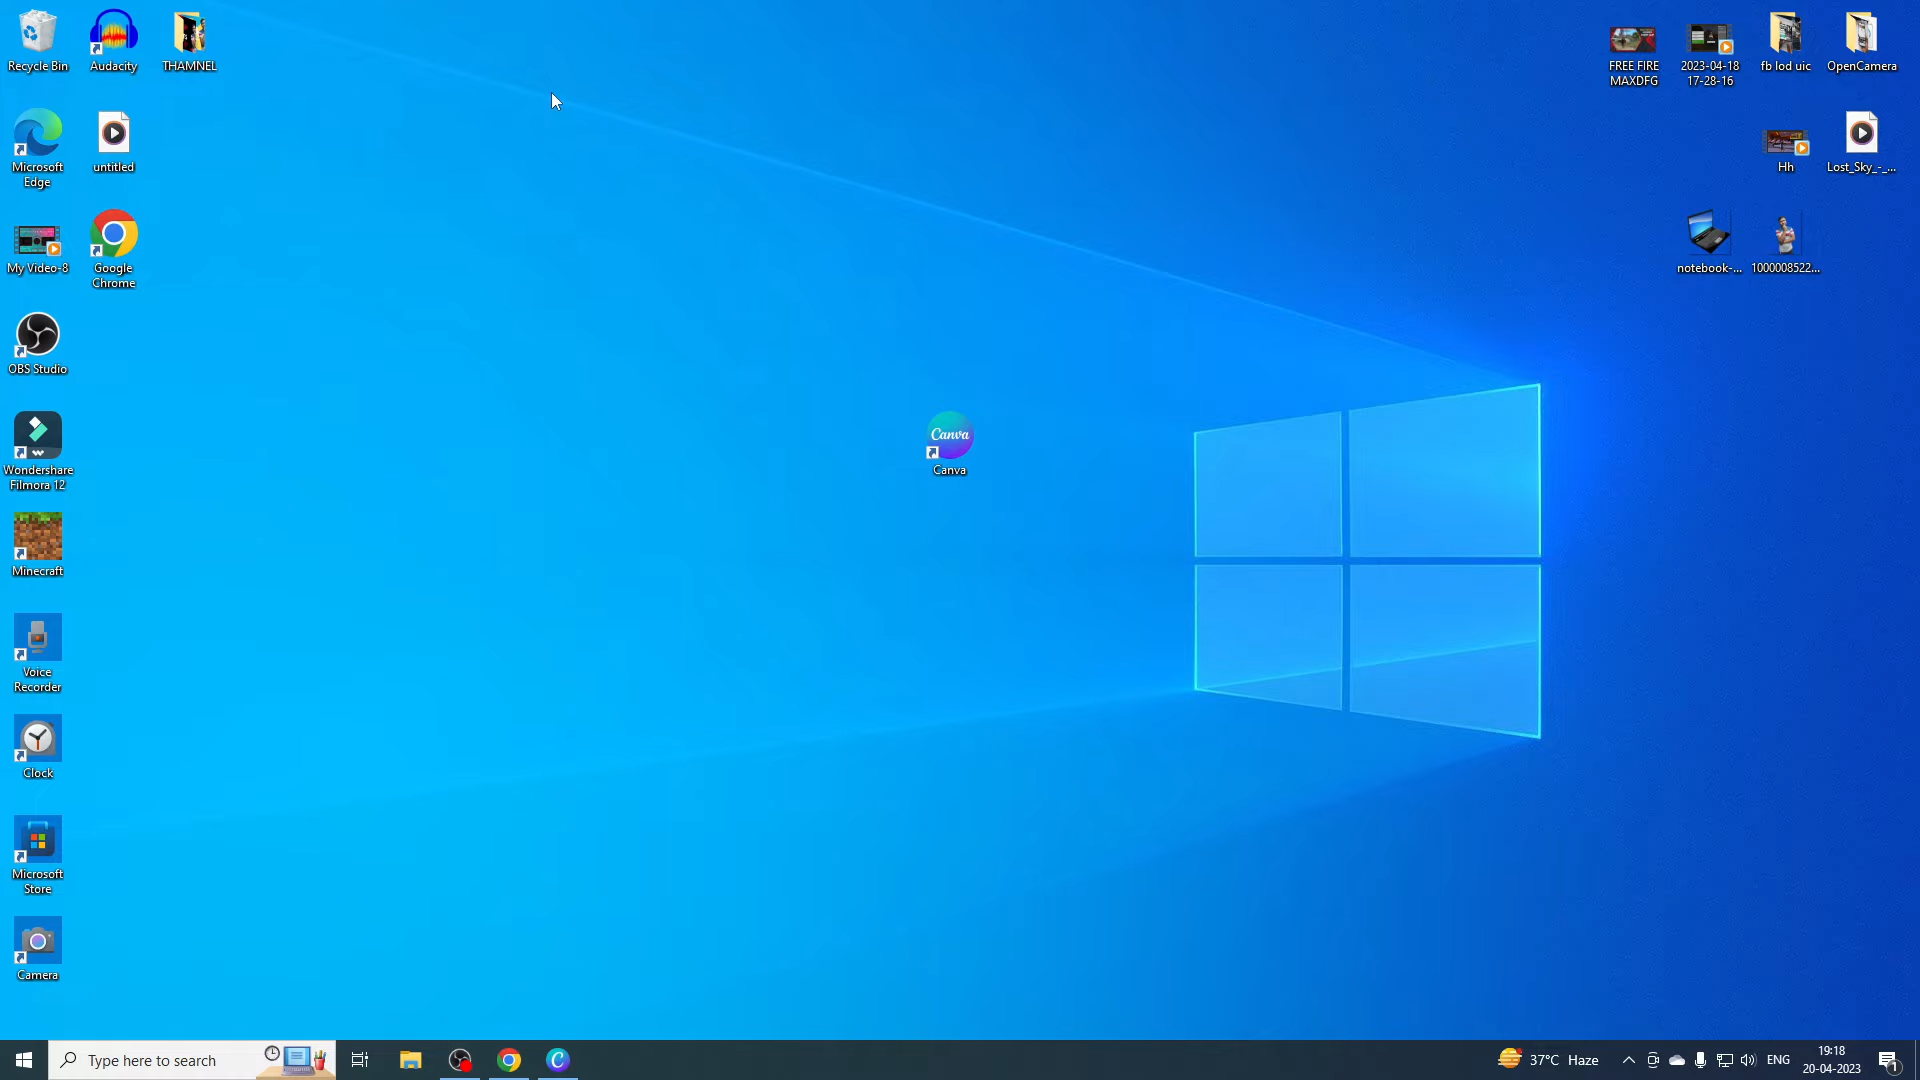 Recycle Bin
Audacity
THAMNEL
FREE FIRE
MAXDFG
2023-04-18
17-28-16
fb lod uic
OpenCamera
Microsoft
Edge
untitled
Hh
Lost_Sky_-_...
My Video-8
Google
Chrome
notebook-...
1000008522...
OBS Studio
Wondershare
Filmora 12
Canva
Canva
Minecraft
Voice
Recorder
Clock
Microsoft
Store
Camera
Type here to search
37°C Haze
ENG
19:18
20-04-2023
1